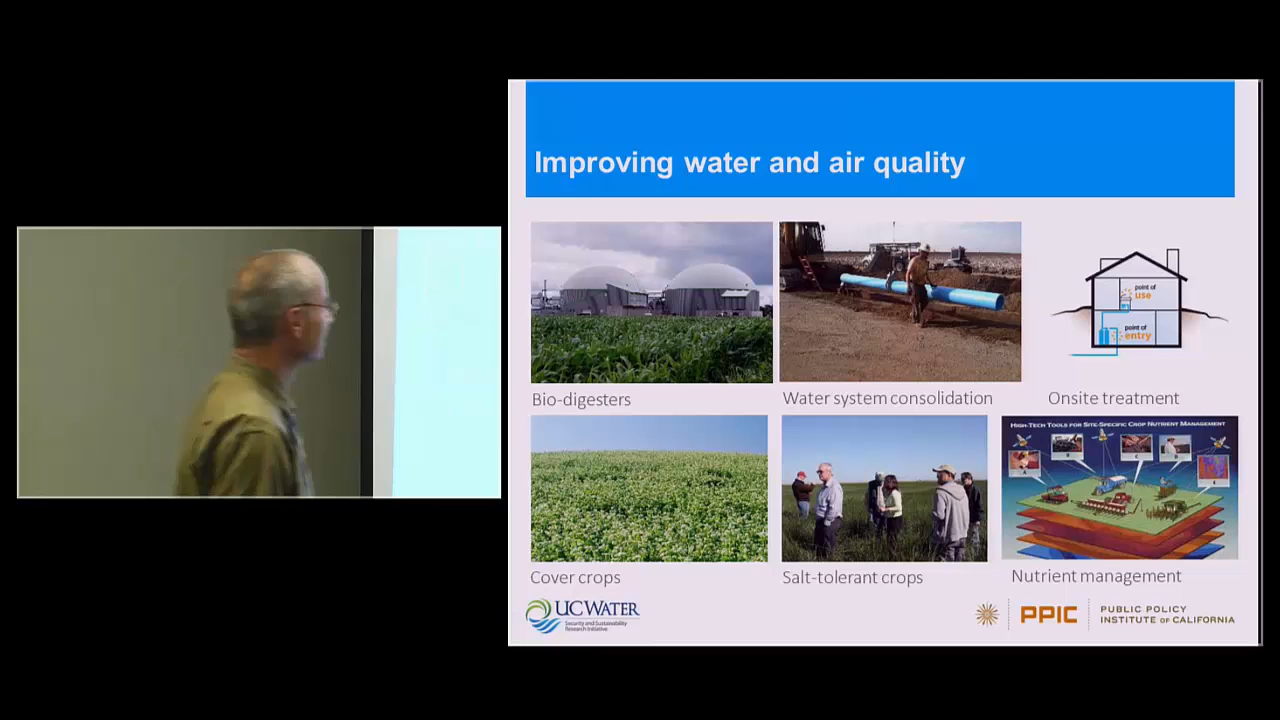 Improving water and air quality
point of
use
point of
entry
Bio-digesters
Water system consolidation
Onsite treatment
HIGH-TECH TOOLS FOR SITE-SPECIFIC CROP NUTRIENT MANAGEMENT
A
B
C
D
E
Cover crops
Salt-tolerant crops
Nutrient management
UC WATER
Security and Sustainability
Research Initiative
PPIC
PUBLIC POLICY
INSTITUTE OF CALIFORNIA